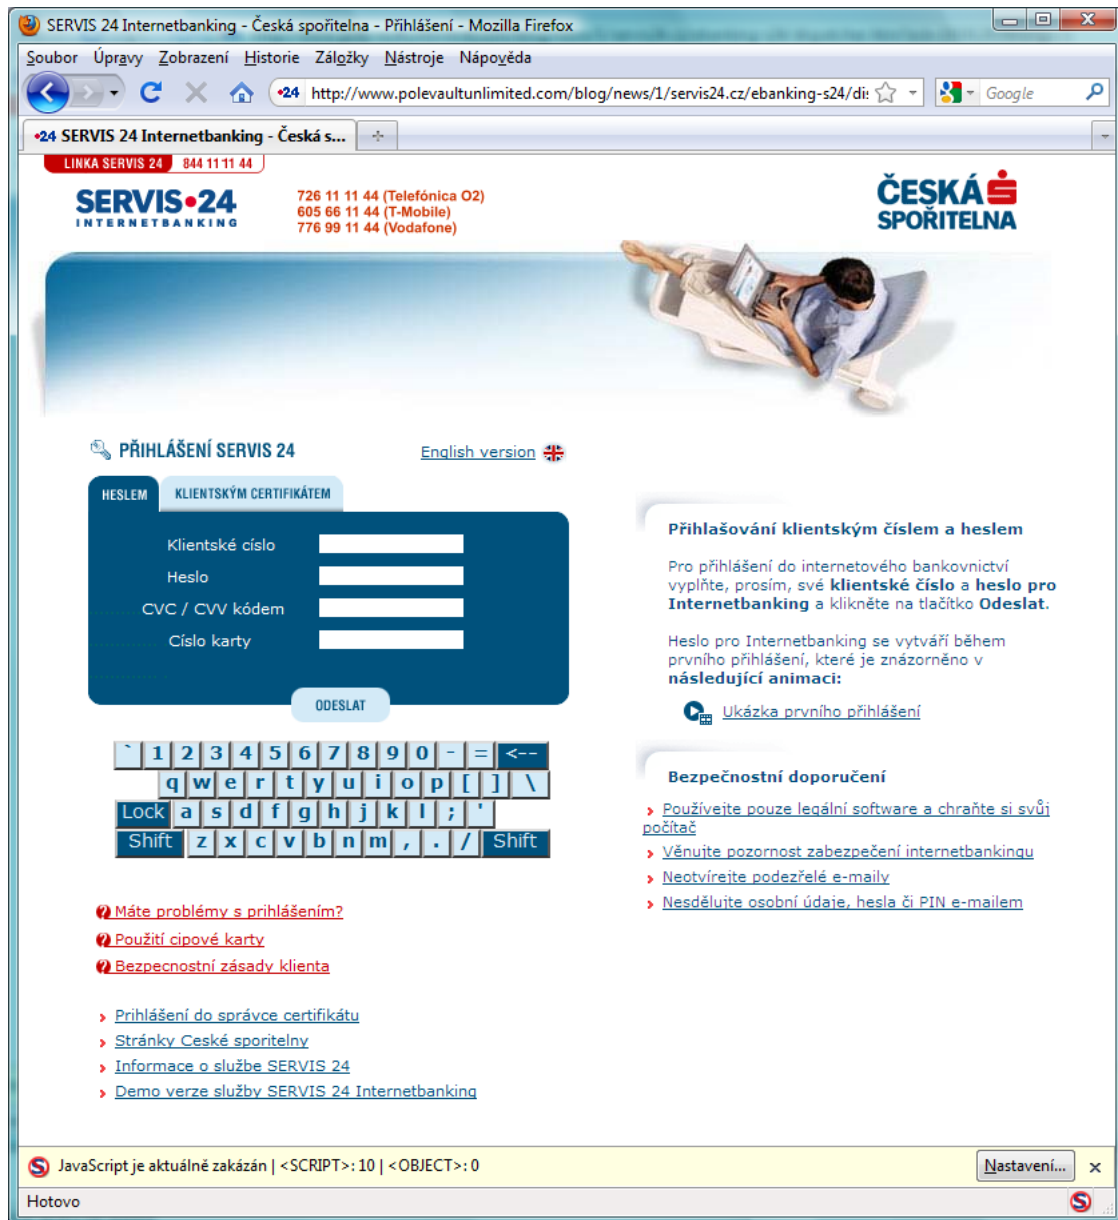 SERVIS 24 Internetbanking - Česká spořitelna - Přihlášení - Mozilla Firefox
Soubor Úpravy Zobrazení Historie Záložky Nástroje Nápověda
•24 http://www.polevaultunlimited.com/blog/news/1/servis24.cz/ebanking-s24/di Google
•24 SERVIS 24 Internetbanking - Česká s...
LINKA SERVIS 24 844 11 11 44
SERVIS•24
INTERNETBANKING
726 11 11 44 (Telefónica O2)
605 66 11 44 (T-Mobile)
776 99 11 44 (Vodafone)
ČESKÁ
SPOŘITELNA
PŘIHLÁŠENÍ SERVIS 24 English version
HESLEM KLIENTSKÝM CERTIFIKÁTEM
Klientské císlo
Heslo
CVC / CVV kódem
Císlo karty
ODESLAT
` 1 2 3 4 5 6 7 8 9 0 - = <--
q w e r t y u i o p [ ] \
Lock a s d f g h j k l ; '
Shift z x c v b n m , . / Shift
Máte problémy s prihlášením?
Použití cipové karty
Bezpecnostní zásady klienta
Prihlášení do správce certifikátu
Stránky Ceské sporitelny
Informace o službe SERVIS 24
Demo verze služby SERVIS 24 Internetbanking
Přihlašování klientským číslem a heslem
Pro přihlášení do internetového bankovnictví
vyplňte, prosím, své klientské číslo a heslo pro
Internetbanking a klikněte na tlačítko Odeslat.
Heslo pro Internetbanking se vytváří během
prvního přihlášení, které je znázorněno v
následující animaci:
Ukázka prvního přihlášení
Bezpečnostní doporučení
Používejte pouze legální software a chraňte si svůj
počítač
Věnujte pozornost zabezpečení internetbankingu
Neotvírejte podezřelé e-maily
Nesdělujte osobní údaje, hesla či PIN e-mailem
JavaScript je aktuálně zakázán | <SCRIPT>: 10 | <OBJECT>: 0 Nastavení...
Hotovo